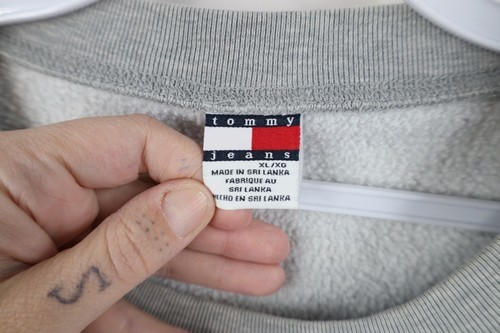 tommy
jeans
XL/XG
MADE IN SRI LANKA
FABRIQUE AU
SRI LANKA
HECHO EN SRI LANKA